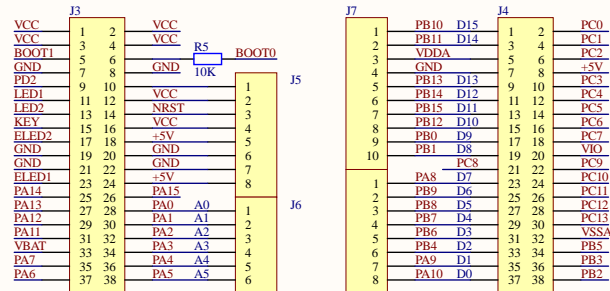 J3 J7 J4
VCC 1 2 VCC 1 PB10 D15 1 2 PC0
VCC 3 4 VCC R5 2 PB11 D14 3 4 PC1
BOOT1 5 6 BOOT0 3 VDDA 5 6 PC2
GND 7 8 GND 10K J5 4 GND 7 8 +5V
PD2 9 10 1 5 PB13 D13 9 10 PC3
LED1 11 12 VCC 2 6 PB14 D12 11 12 PC4
LED2 13 14 NRST 3 7 PB15 D11 13 14 PC5
KEY 15 16 VCC 4 8 PB12 D10 15 16 PC6
ELED2 17 18 +5V 5 9 PB0 D9 17 18 PC7
GND 19 20 GND 6 10 PB1 D8 19 20 VIO
GND 21 22 GND 7 PC8 21 22 PC9
ELED1 23 24 +5V 8 1 PA8 D7 23 24 PC10
PA14 25 26 PA15 J6 2 PB9 D6 25 26 PC11
PA13 27 28 PA0 A0 1 3 PB8 D5 27 28 PC12
PA12 29 30 PA1 A1 2 4 PB7 D4 29 30 PC13
PA11 31 32 PA2 A2 3 5 PB6 D3 31 32 VSSA
VBAT 33 34 PA3 A3 4 6 PB4 D2 33 34 PB5
PA7 35 36 PA4 A4 5 7 PA9 D1 35 36 PB3
PA6 37 38 PA5 A5 6 8 PA10 D0 37 38 PB2